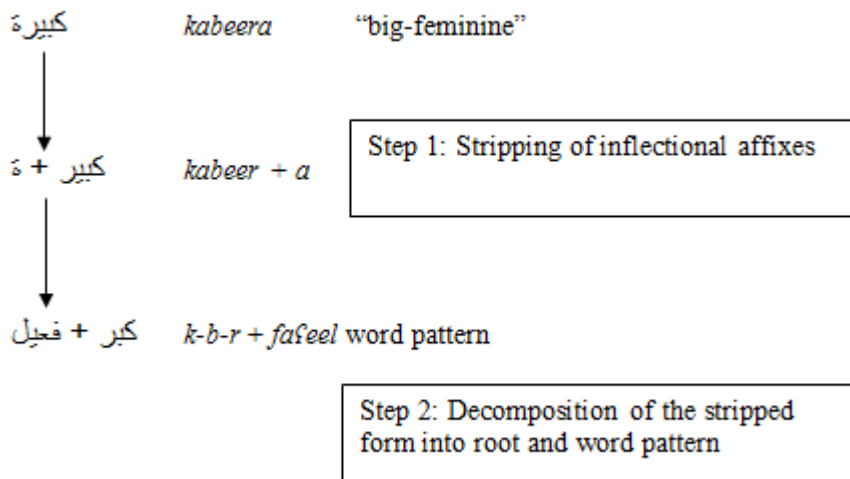 كبيرة kabeera “big-feminine”
Step 1: Stripping of inflectional affixes
كبير + ة kabeer + a
كبر + فعيل k-b-r + faʕeel word pattern
Step 2: Decomposition of the stripped
form into root and word pattern